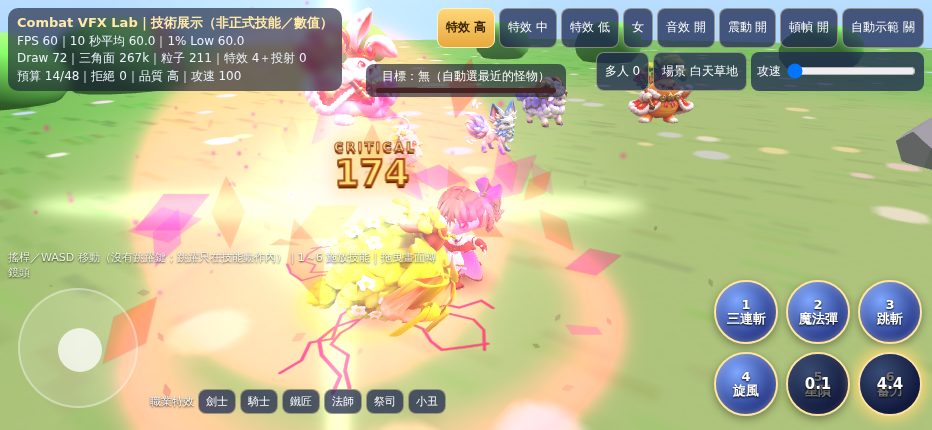 Combat VFX Lab｜技術展示（非正式技能／數值）
FPS 60｜10 秒平均 60.0｜1% Low 60.0
Draw 72｜三角面 267k｜粒子 211｜特效 4＋投射 0
預算 14/48｜拒絕 0｜品質 高｜攻速 100
特效 高
特效 中
特效 低
女
音效 開
震動 開
頓幀 開
自動示範 關
目標：無（自動選最近的怪物）
多人 0
場景 白天草地
攻速
CRITICAL
174
搖桿／WASD 移動（沒有跳躍鍵；跳躍只在技能動作內）｜1～6 施放技能｜拖曳畫面轉
鏡頭
1
三連斬
2
魔法彈
3
跳斬
4
旋風
0.1
4.4
職業特效
劍士
騎士
鐵匠
法師
祭司
小丑